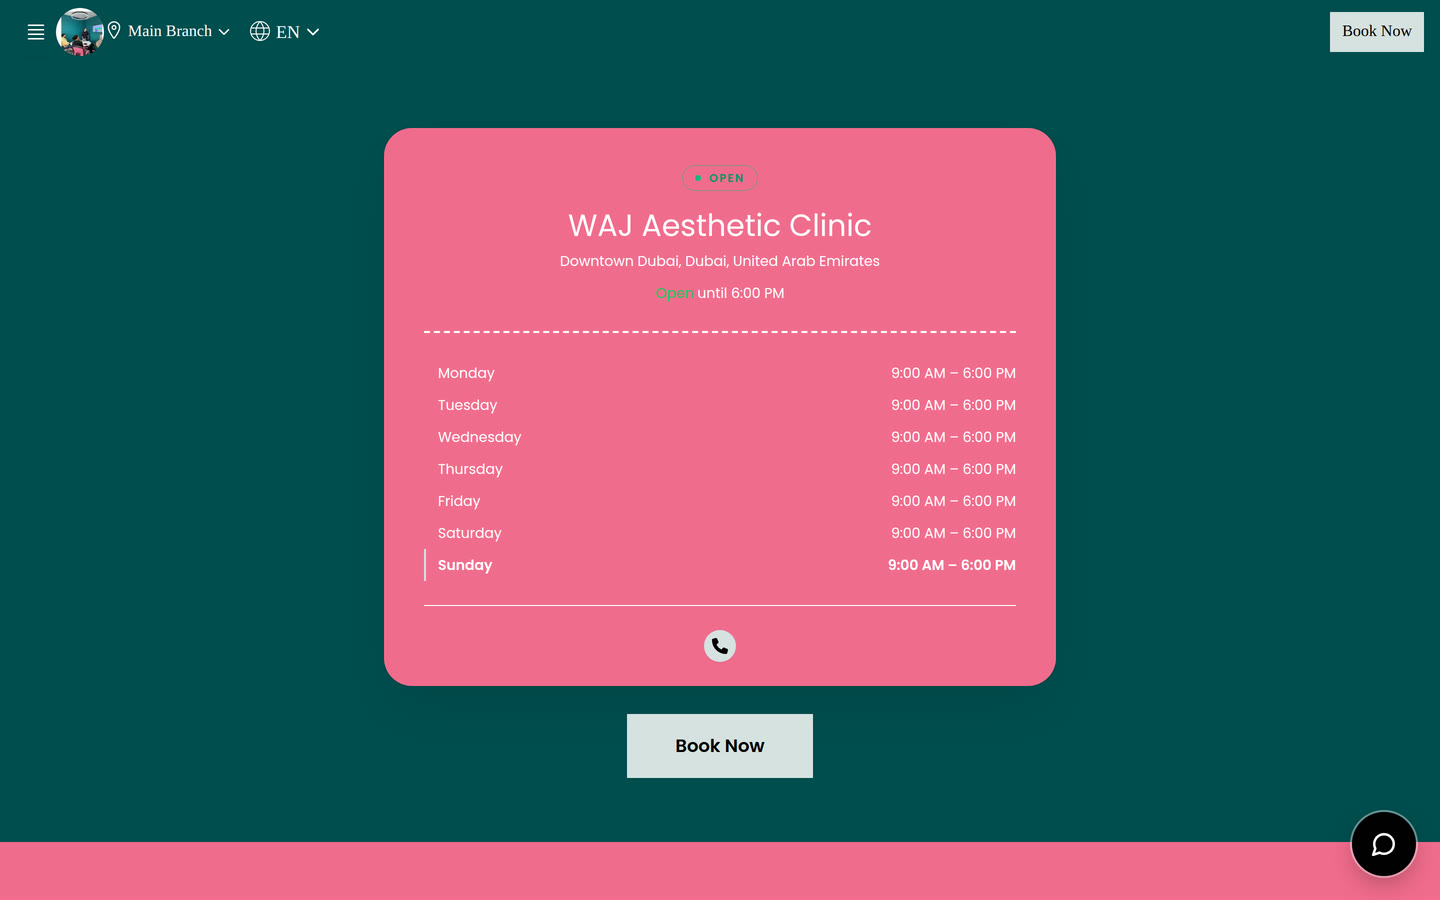 Main Branch
EN
Book Now
OPEN
WAJ Aesthetic Clinic
Downtown Dubai, Dubai, United Arab Emirates
Open until 6:00 PM
Monday 9:00 AM – 6:00 PM
Tuesday 9:00 AM – 6:00 PM
Wednesday 9:00 AM – 6:00 PM
Thursday 9:00 AM – 6:00 PM
Friday 9:00 AM – 6:00 PM
Saturday 9:00 AM – 6:00 PM
Sunday 9:00 AM – 6:00 PM
Book Now